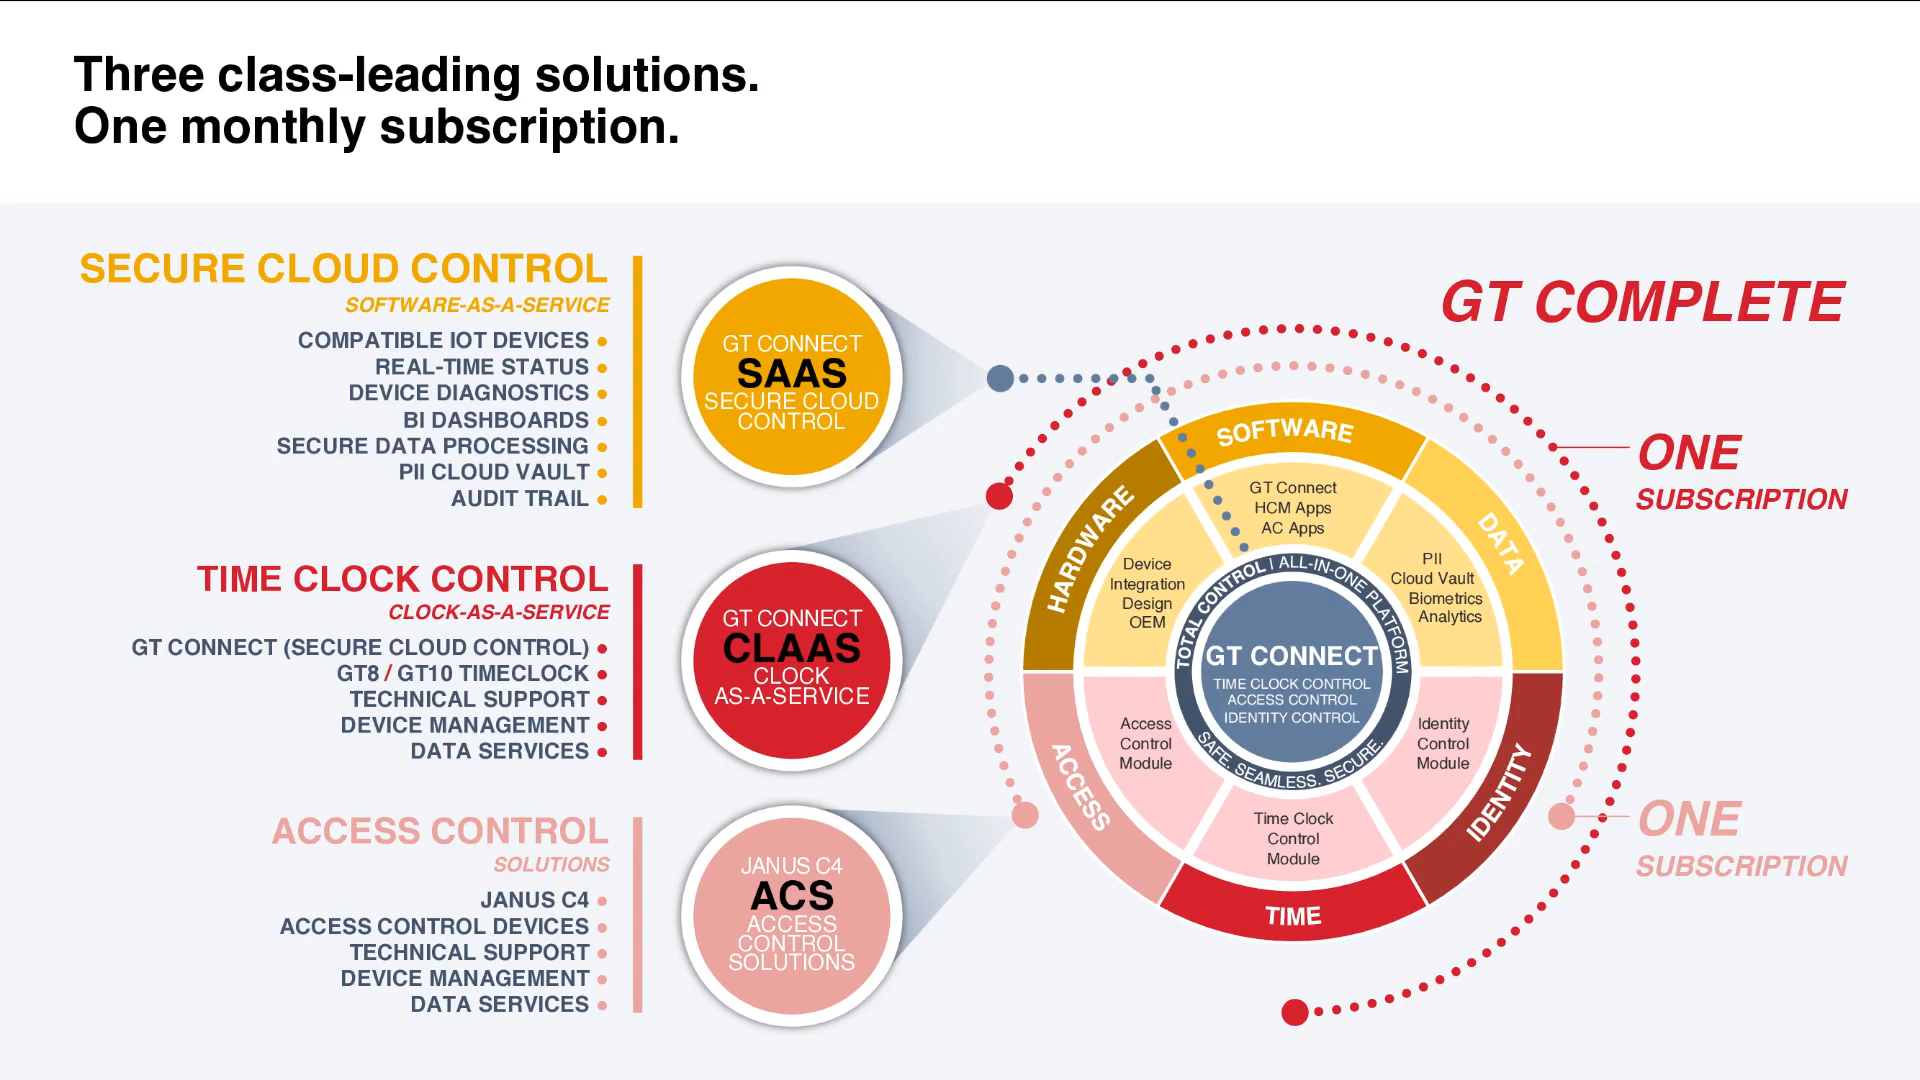 Three class-leading solutions.
One monthly subscription.
SECURE CLOUD CONTROL
SOFTWARE-AS-A-SERVICE
COMPATIBLE IOT DEVICES
REAL-TIME STATUS
DEVICE DIAGNOSTICS
BI DASHBOARDS
SECURE DATA PROCESSING
PII CLOUD VAULT
AUDIT TRAIL
TIME CLOCK CONTROL
CLOCK-AS-A-SERVICE
GT CONNECT (SECURE CLOUD CONTROL)
GT8 / GT10 TIMECLOCK
TECHNICAL SUPPORT
DEVICE MANAGEMENT
DATA SERVICES
ACCESS CONTROL
SOLUTIONS
JANUS C4
ACCESS CONTROL DEVICES
TECHNICAL SUPPORT
DEVICE MANAGEMENT
DATA SERVICES
GT CONNECT
SAAS
SECURE CLOUD
CONTROL
GT CONNECT
CLAAS
CLOCK
AS-A-SERVICE
JANUS C4
ACS
ACCESS
CONTROL
SOLUTIONS
GT COMPLETE
ONE
SUBSCRIPTION
ONE
SUBSCRIPTION
SOFTWARE
DATA
IDENTITY
TIME
ACCESS
HARDWARE
GT Connect
HCM Apps
AC Apps
PII
Cloud Vault
Biometrics
Analytics
Identity
Control
Module
Time Clock
Control
Module
Access
Control
Module
Device
Integration
Design
OEM
TOTAL CONTROL | ALL-IN-ONE PLATFORM
SAFE. SEAMLESS. SECURE.
GT CONNECT
TIME CLOCK CONTROL
ACCESS CONTROL
IDENTITY CONTROL